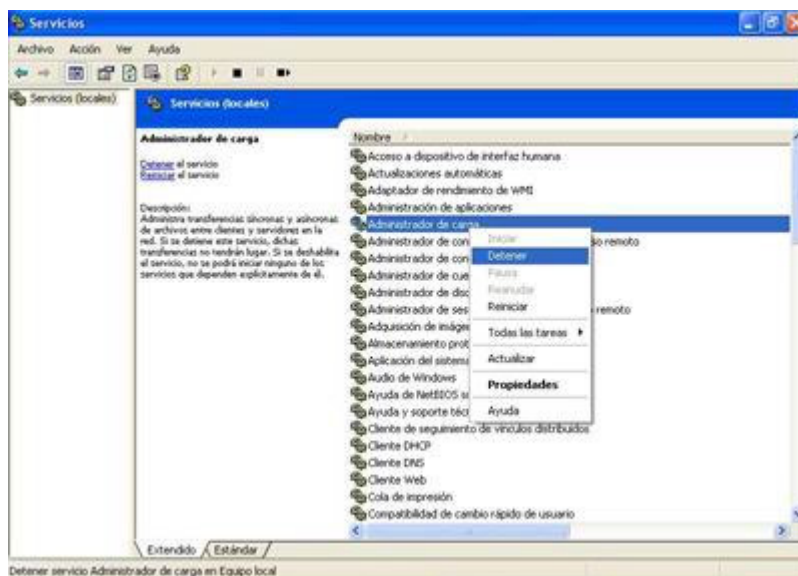 Servicios
Archivo Acción Ver Ayuda
Servicios (locales)
Servicios (locales)
Administrador de carga
Detener el servicio
Reiniciar el servicio
Descripción:
Administra transferencias síncronas y asíncronas
de archivos entre clientes y servidores en la
red. Si se detiene este servicio, dichas
transferencias no tendrán lugar. Si se deshabilita
el servicio, no se podrá iniciar ninguno de los
servicios que dependen explícitamente de él.
Nombre
Acceso a dispositivo de interfaz humana
Actualizaciones automáticas
Adaptador de rendimiento de WMI
Administración de aplicaciones
Administrador de carga
Administrador de con so remoto
Administrador de con
Administrador de cue
Administrador de disc
Administrador de ses remoto
Adquisición de imáge
Almacenamiento prot
Aplicación del sistema
Audio de Windows
Ayuda de NetBIOS s
Ayuda y soporte téc
Cliente de seguimiento de vínculos distribuidos
Cliente DHCP
Cliente DNS
Cliente Web
Cola de impresión
Compatibilidad de cambio rápido de usuario
Iniciar
Detener
Pausa
Reanudar
Reiniciar
Todas las tareas
Actualizar
Propiedades
Ayuda
Extendido Estándar
Detener servicio Administrador de carga en Equipo local